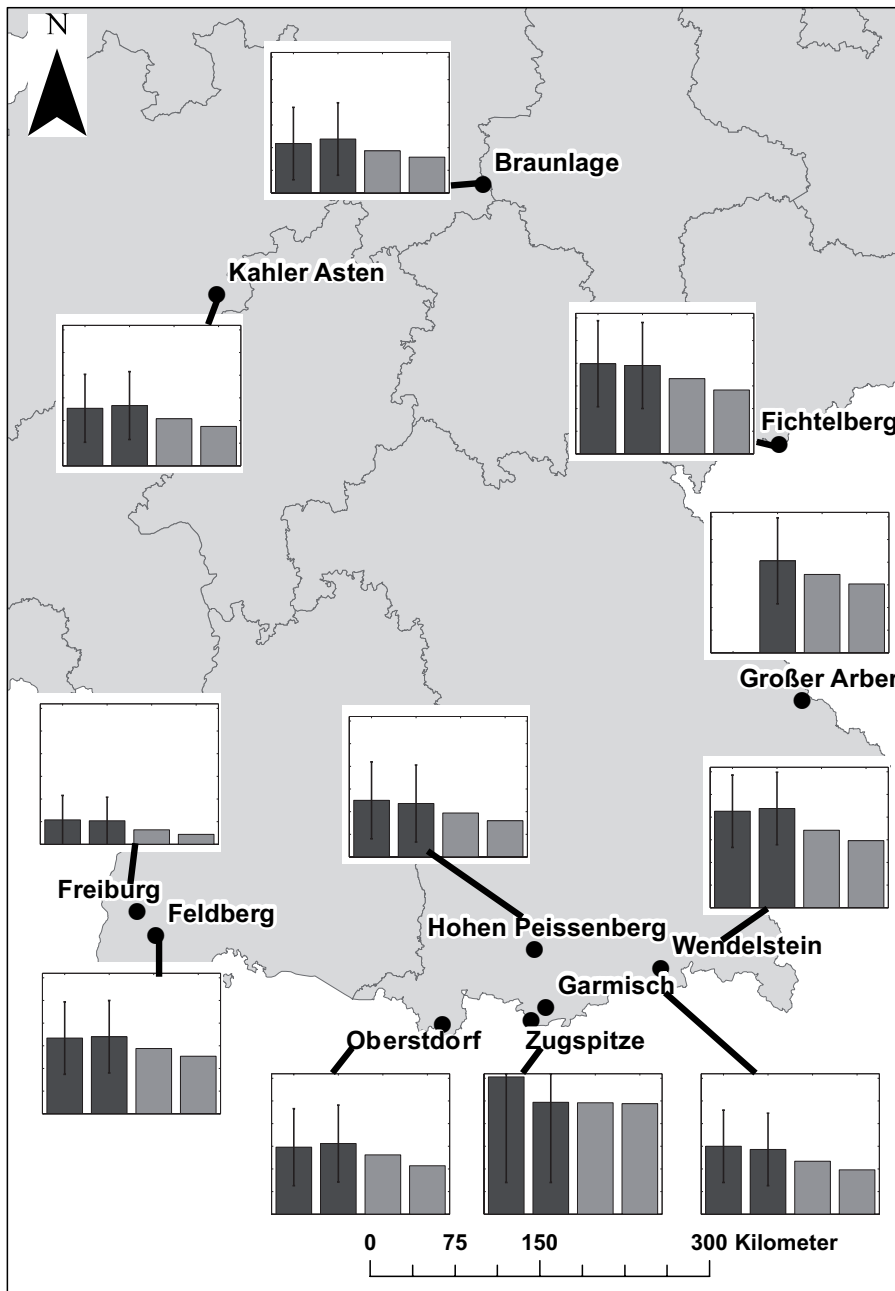 N
Braunlage
Kahler Asten
Fichtelberg
Großer Arber
Freiburg
Feldberg
Hohen Peissenberg
Wendelstein
Garmisch
Oberstdorf
Zugspitze
0 75 150 300 Kilometer